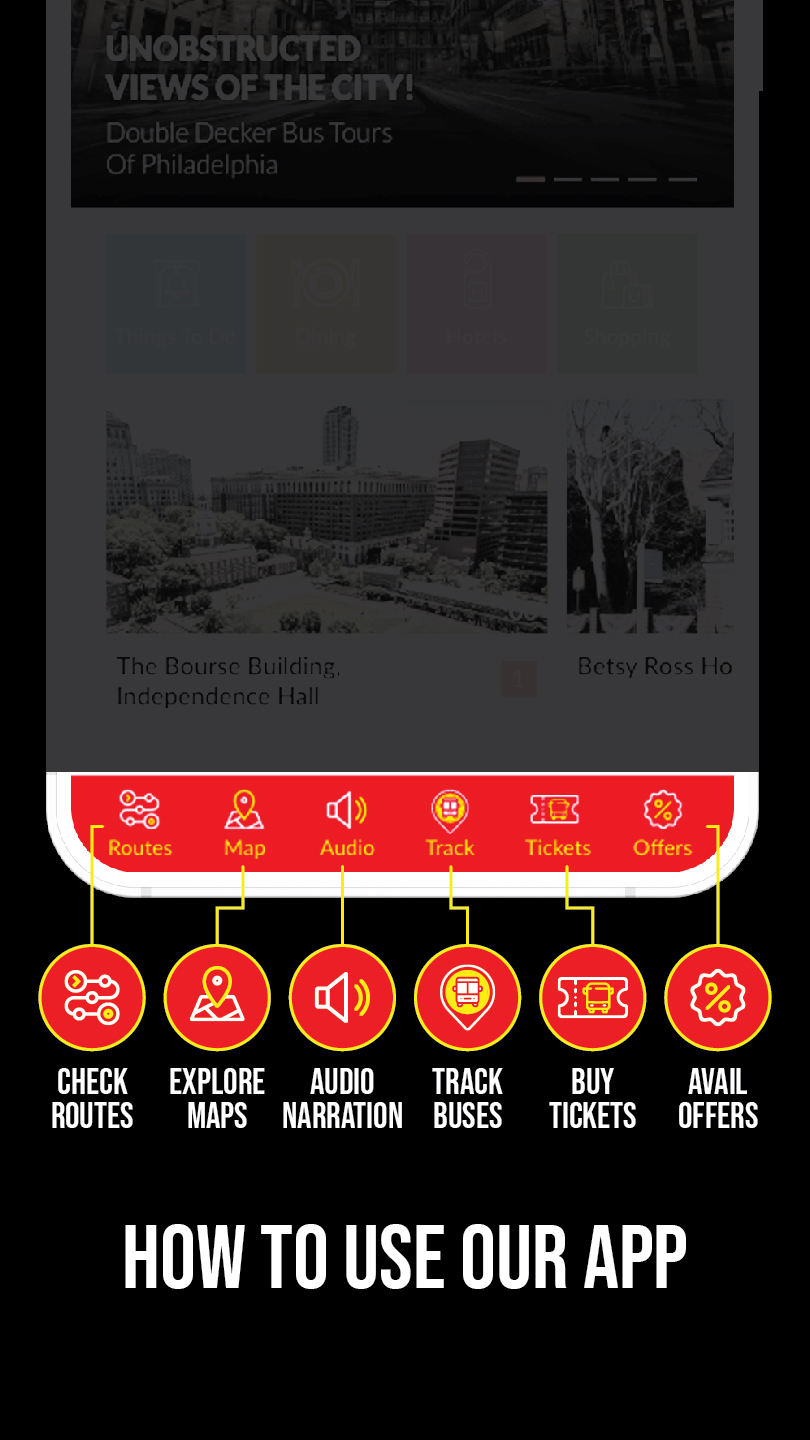 UNOBSTRUCTED
VIEWS OF THE CITY!
Double Decker Bus Tours
Of Philadelphia
Things To Do
Dining
Hotels
Shopping
The Bourse Building,
Independence Hall
1
Betsy Ross Ho
Routes
Map
Audio
Track
Tickets
Offers
CHECK
ROUTES
EXPLORE
MAPS
AUDIO
NARRATION
TRACK
BUSES
BUY
TICKETS
AVAIL
OFFERS
HOW TO USE OUR APP